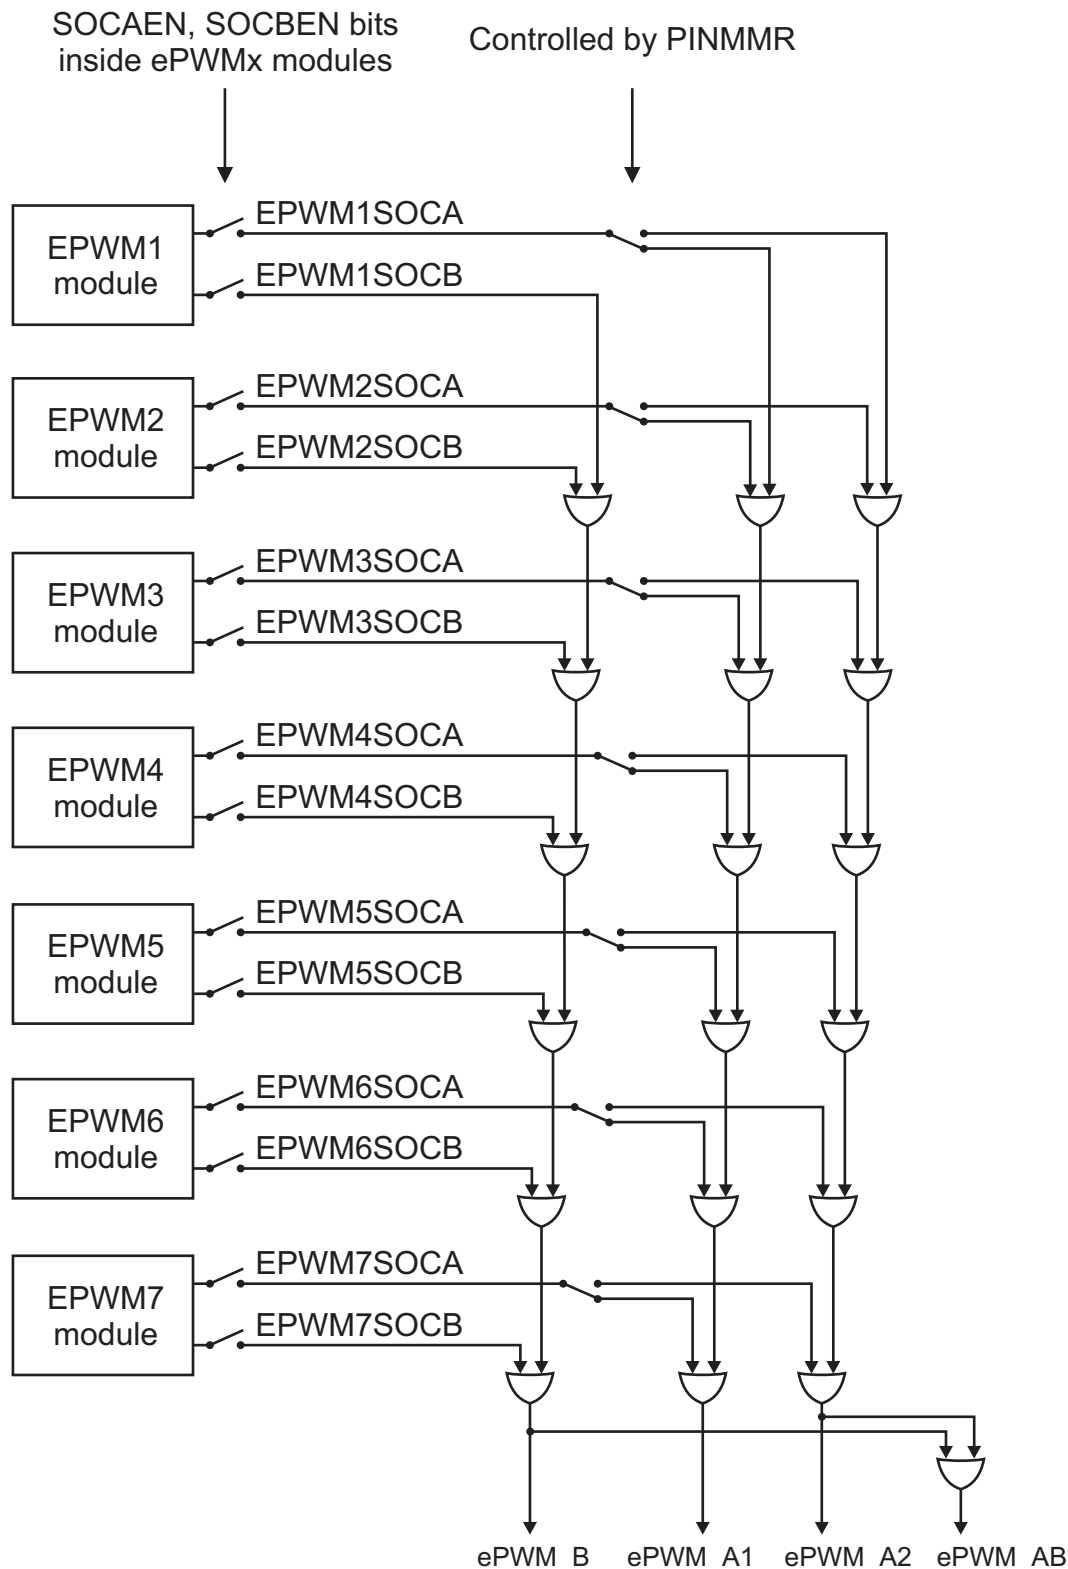 SOCAEN, SOCBEN bits
inside ePWMx modules
Controlled by PINMMR
EPWM1
module
EPWM1SOCA
EPWM1SOCB
EPWM2
module
EPWM2SOCA
EPWM2SOCB
EPWM3
module
EPWM3SOCA
EPWM3SOCB
EPWM4
module
EPWM4SOCA
EPWM4SOCB
EPWM5
module
EPWM5SOCA
EPWM5SOCB
EPWM6
module
EPWM6SOCA
EPWM6SOCB
EPWM7
module
EPWM7SOCA
EPWM7SOCB
ePWM B ePWM A1 ePWM A2 ePWM AB